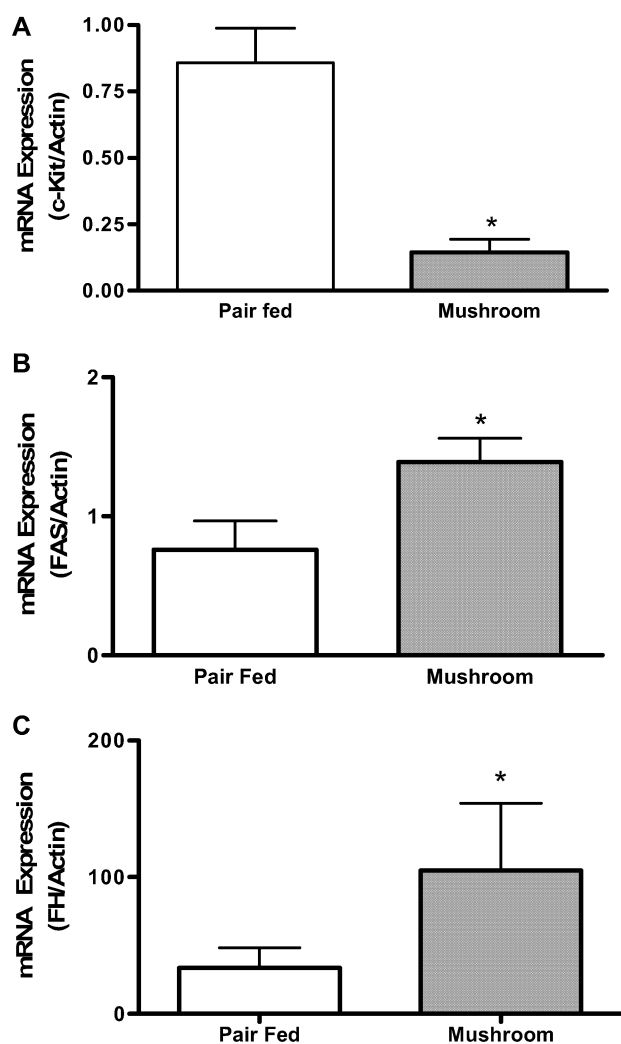 A
mRNA Expression
(c-Kit/Actin)
1.00
0.75
0.50
0.25
0.00
*
Pair fed
Mushroom
B
mRNA Expression
(FAS/Actin)
2
1
0
*
Pair Fed
Mushroom
C
mRNA Expression
(FH/Actin)
200
100
0
*
Pair Fed
Mushroom